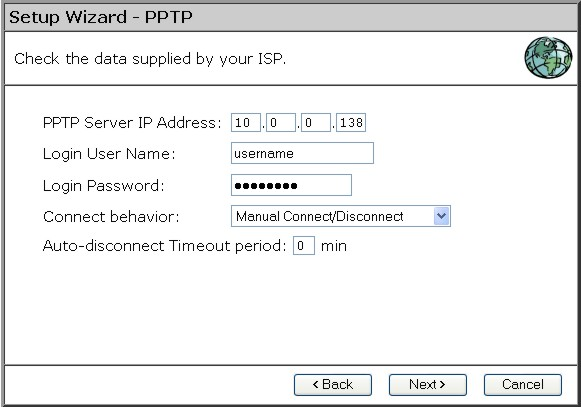 Setup Wizard - PPTP
Check the data supplied by your ISP.
PPTP Server IP Address: 10 . 0 . 0 . 138
Login User Name: username
Login Password: ●●●●●●●●
Connect behavior: Manual Connect/Disconnect
Auto-disconnect Timeout period: 0 min
< Back Next > Cancel